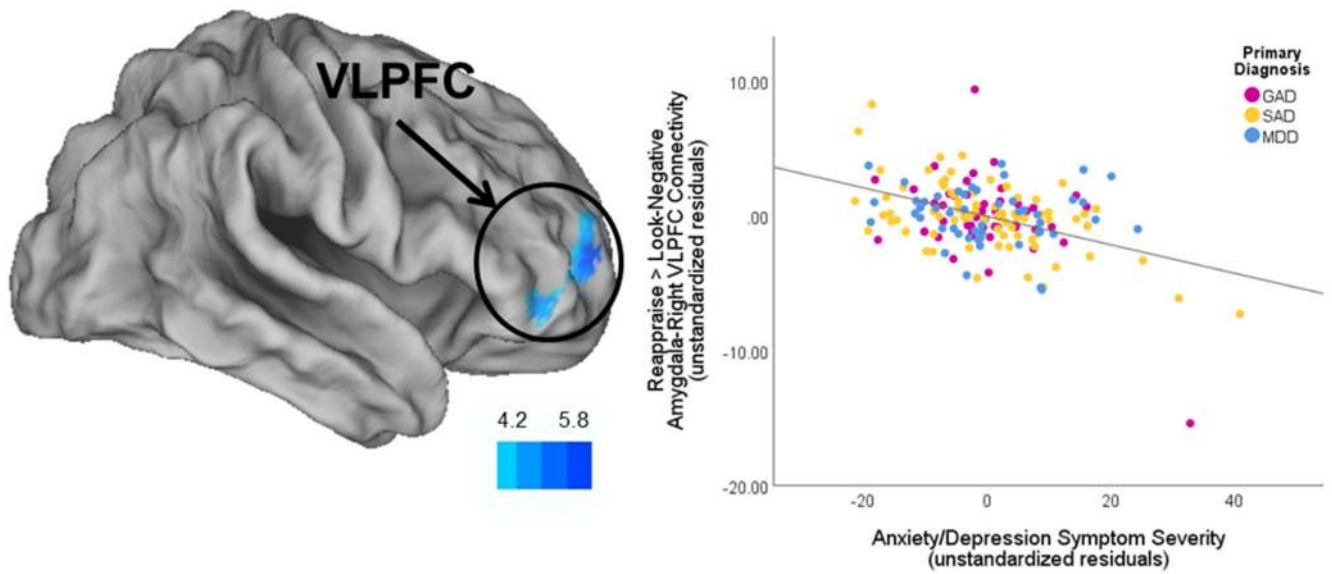 VLPFC
4.2 5.8
Reappraise > Look-Negative
Amygdala-Right VLPFC Connectivity
(unstandardized residuals)
10.00
.00
-10.00
-20.00
-20 0 20 40
Anxiety/Depression Symptom Severity
(unstandardized residuals)
Primary
Diagnosis
GAD
SAD
MDD